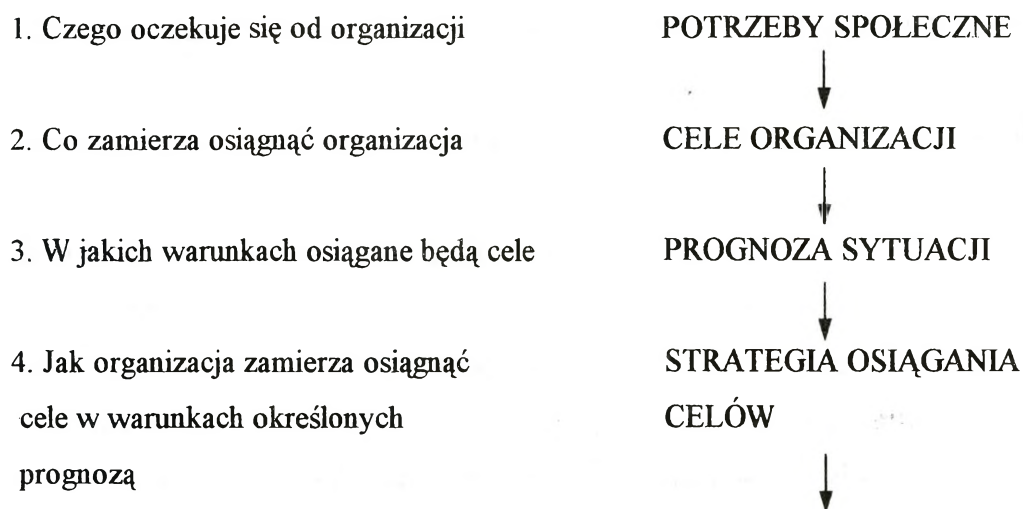 1. Czego oczekuje się od organizacji POTRZEBY SPOŁECZNE
2. Co zamierza osiągnąć organizacja CELE ORGANIZACJI
3. W jakich warunkach osiągane będą cele PROGNOZA SYTUACJI
4. Jak organizacja zamierza osiągnąć STRATEGIA OSIĄGANIA
cele w warunkach określonych CELÓW
prognozą